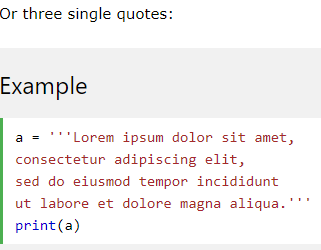 Or three single quotes:
Example
a = '''Lorem ipsum dolor sit amet,
consectetur adipiscing elit,
sed do eiusmod tempor incididunt
ut labore et dolore magna aliqua.'''
print(a)